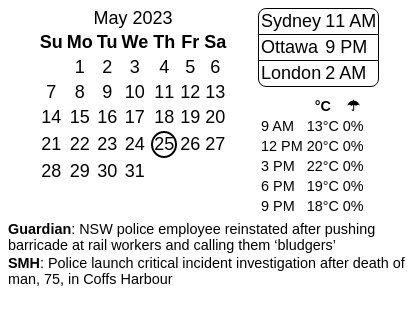 May 2023
Su Mo Tu We Th Fr Sa
1 2 3 4 5 6
7 8 9 10 11 12 13
14 15 16 17 18 19 20
21 22 23 24 25 26 27
28 29 30 31
Sydney 11 AM
Ottawa 9 PM
London 2 AM
°C ☂
9 AM 13°C 0%
12 PM 20°C 0%
3 PM 22°C 0%
6 PM 19°C 0%
9 PM 18°C 0%
Guardian: NSW police employee reinstated after pushing
barricade at rail workers and calling them ‘bludgers’
SMH: Police launch critical incident investigation after death of
man, 75, in Coffs Harbour